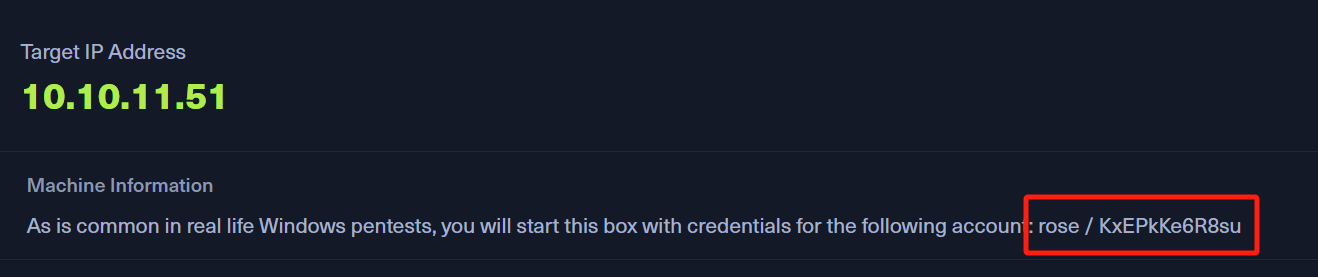 Target IP Address
10.10.11.51
Machine Information
As is common in real life Windows pentests, you will start this box with credentials for the following account: rose / KxEPkKe6R8su